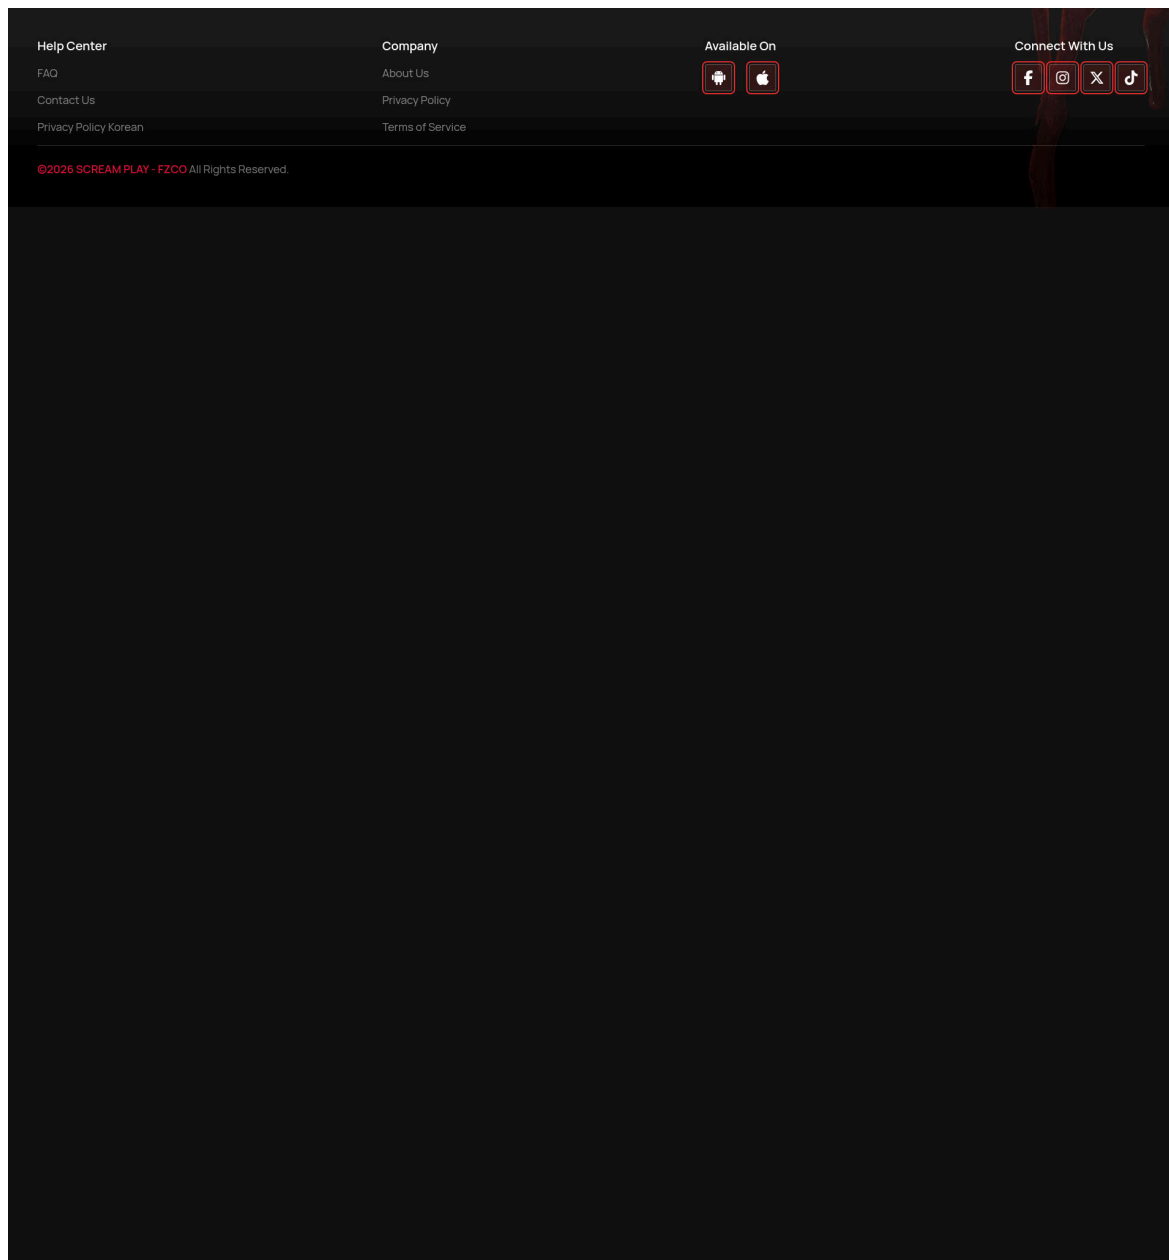 Help Center
FAQ
Contact Us
Privacy Policy Korean
Company
About Us
Privacy Policy
Terms of Service
Available On
Connect With Us
©2026 SCREAM PLAY - FZCO All Rights Reserved.